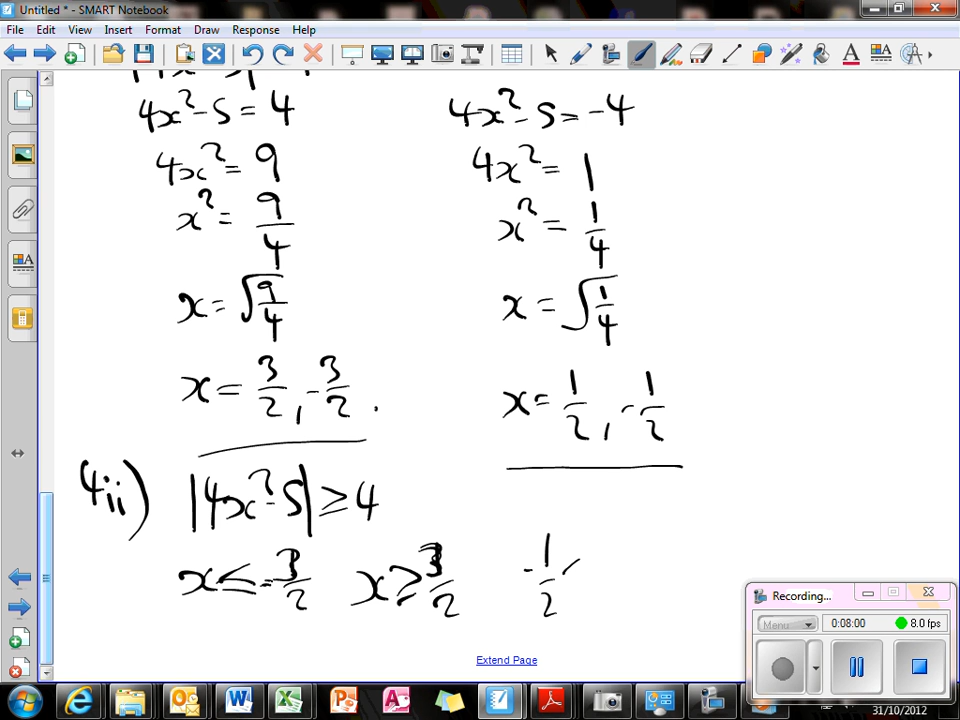 Untitled * - SMART Notebook
File Edit View Insert Format Draw Response Help
4x² - 5 = 4
4x² = 9
x² = 9/4
x = √9/4
x = 3/2, -3/2.
4x² - 5 = -4
4x² = 1
x² = 1/4
x = √1/4
x = 1/2, -1/2
4ii) |4x² - 5| ≥ 4
x ≤ -3/2 x ≥ 3/2 -1/2
Extend Page
Recording...
Menu 0:08:00 8.0 fps
31/10/2012